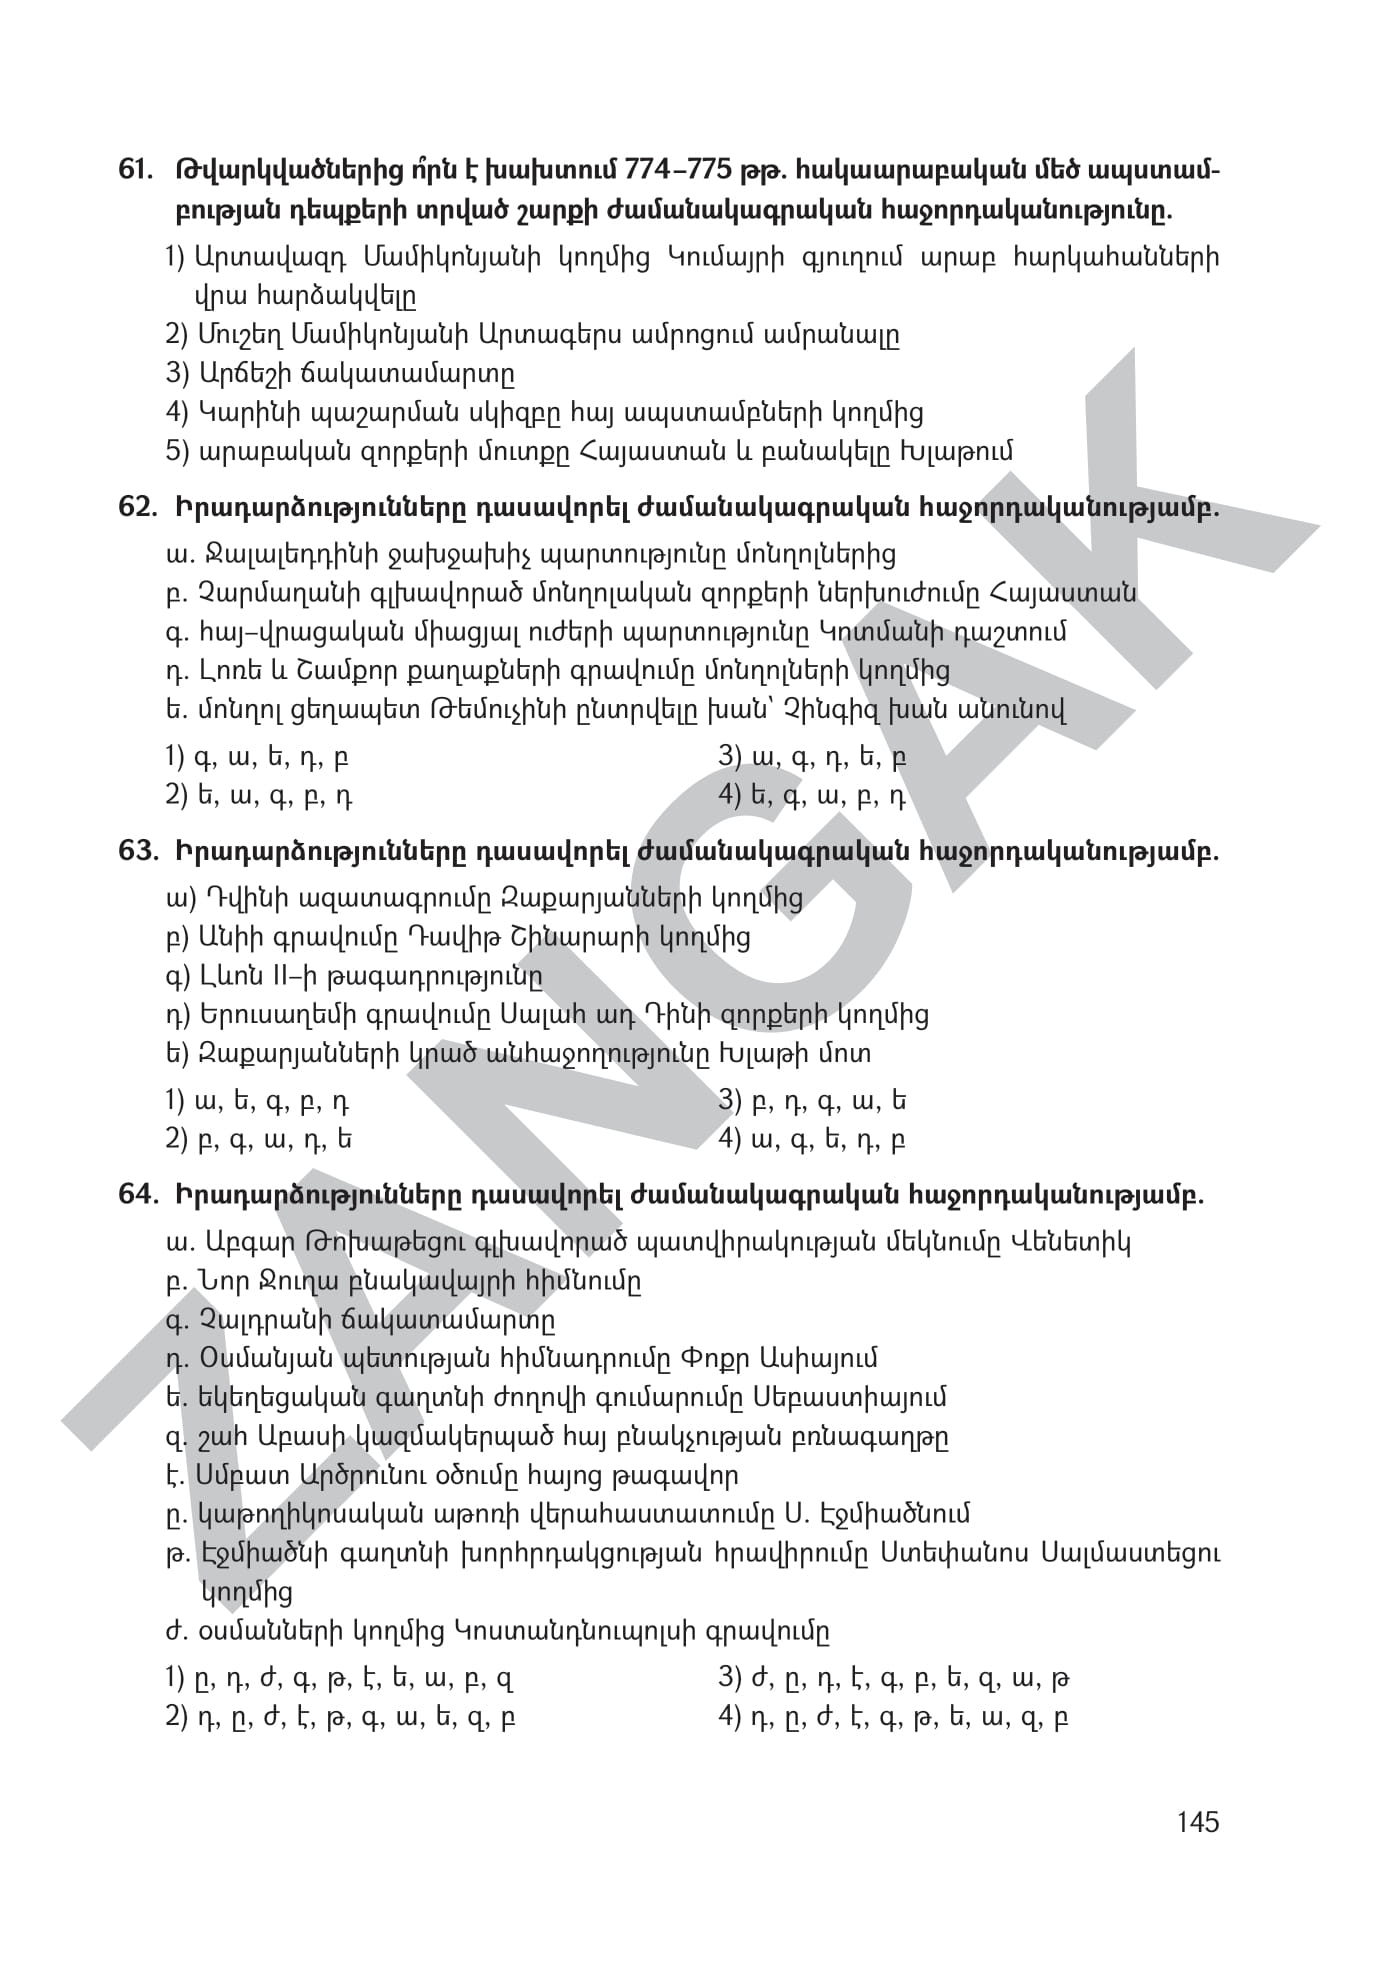 61. Թվարկվածներից ո՞րն է խախտում 774–775 թթ. հակաարաբական մեծ ապստամ-
բության դեպքերի տրված շարքի ժամանակագրական հաջորդականությունը.
1) Արտավազդ Մամիկոնյանի կողմից Կումայրի գյուղում արաբ հարկահանների
վրա հարձակվելը
2) Մուշեղ Մամիկոնյանի Արտագերս ամրոցում ամրանալը
3) Արճեշի ճակատամարտը
4) Կարինի պաշարման սկիզբը հայ ապստամբների կողմից
5) արաբական զորքերի մուտքը Հայաստան և բանակելը Խլաթում
62. Իրադարձությունները դասավորել ժամանակագրական հաջորդականությամբ.
ա. Ջալալեդդինի ջախջախիչ պարտությունը մոնղոլներից
բ. Չարմաղանի գլխավորած մոնղոլական զորքերի ներխուժումը Հայաստան
գ. հայ–վրացական միացյալ ուժերի պարտությունը Կոտմանի դաշտում
դ. Լոռե և Շամքոր քաղաքների գրավումը մոնղոլների կողմից
ե. մոնղոլ ցեղապետ Թեմուչինի ընտրվելը խան՝ Չինգիզ խան անունով
1) գ, ա, ե, դ, բ 3) ա, գ, դ, ե, բ
2) ե, ա, գ, բ, դ 4) ե, գ, ա, բ, դ
63. Իրադարձությունները դասավորել ժամանակագրական հաջորդականությամբ.
ա) Դվինի ազատագրումը Զաքարյանների կողմից
բ) Անիի գրավումը Դավիթ Շինարարի կողմից
գ) Լևոն II–ի թագադրությունը
դ) Երուսաղեմի գրավումը Սալահ ադ Դինի զորքերի կողմից
ե) Զաքարյանների կրած անհաջողությունը Խլաթի մոտ
1) ա, ե, գ, բ, դ 3) բ, դ, գ, ա, ե
2) բ, գ, ա, դ, ե 4) ա, գ, ե, դ, բ
64. Իրադարձությունները դասավորել ժամանակագրական հաջորդականությամբ.
ա. Աբգար Թոխաթեցու գլխավորած պատվիրակության մեկնումը Վենետիկ
բ. Նոր Ջուղա բնակավայրի հիմնումը
գ. Չալդրանի ճակատամարտը
դ. Օսմանյան պետության հիմնադրումը Փոքր Ասիայում
ե. եկեղեցական գաղտնի ժողովի գումարումը Սեբաստիայում
զ. շահ Աբասի կազմակերպած հայ բնակչության բռնագաղթը
է. Սմբատ Արծրունու օծումը հայոց թագավոր
ը. կաթողիկոսական աթոռի վերահաստատումը Ս. Էջմիածնում
թ. Էջմիածնի գաղտնի խորհրդակցության հրավիրումը Ստեփանոս Սալմաստեցու
կողմից
ժ. օսմանների կողմից Կոստանդնուպոլսի գրավումը
1) ը, դ, ժ, գ, թ, է, ե, ա, բ, զ 3) ժ, ը, դ, է, գ, բ, ե, զ, ա, թ
2) դ, ը, ժ, է, թ, գ, ա, ե, զ, բ 4) դ, ը, ժ, է, գ, թ, ե, ա, զ, բ
145
ZANGAK